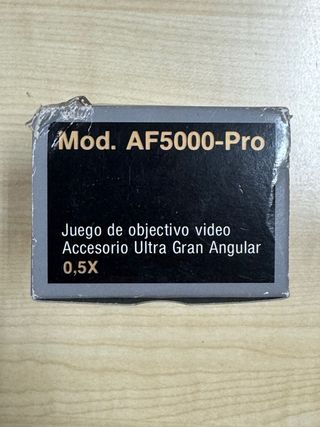 Mod. AF5000-Pro
Juego de objectivo video
Accesorio Ultra Gran Angular
0,5X